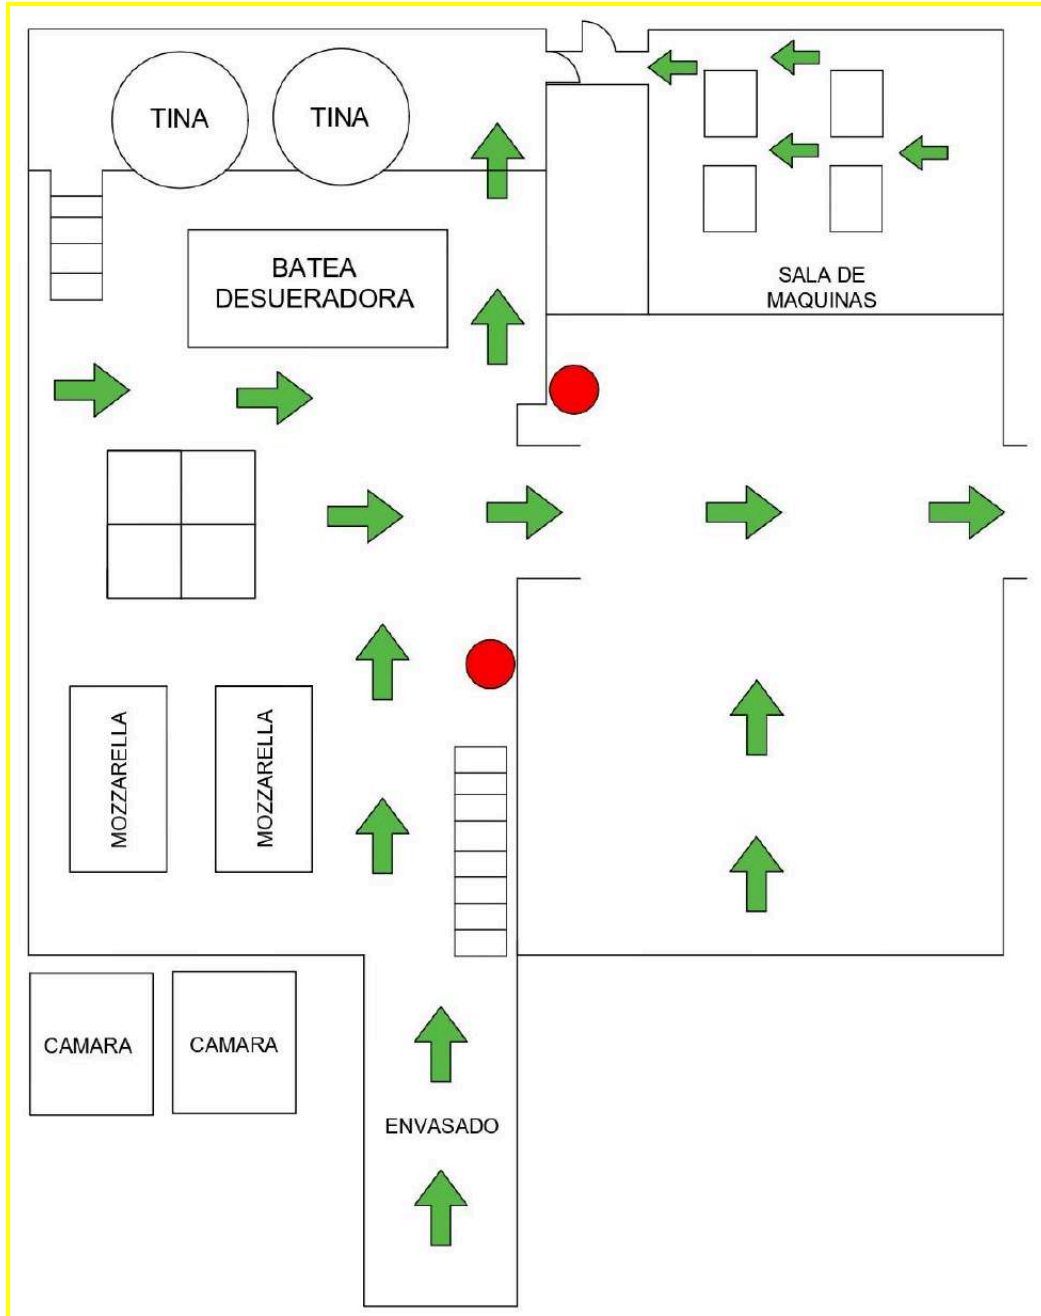 TINA
TINA
BATEA
DESUERADORA
SALA DE
MAQUINAS
MOZZARELLA
MOZZARELLA
CAMARA
CAMARA
ENVASADO